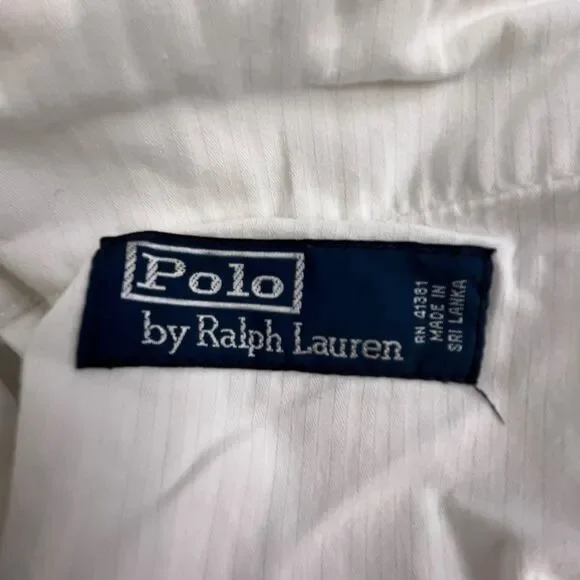 Polo
by Ralph Lauren
RN 41381
MADE IN
SRI LANKA